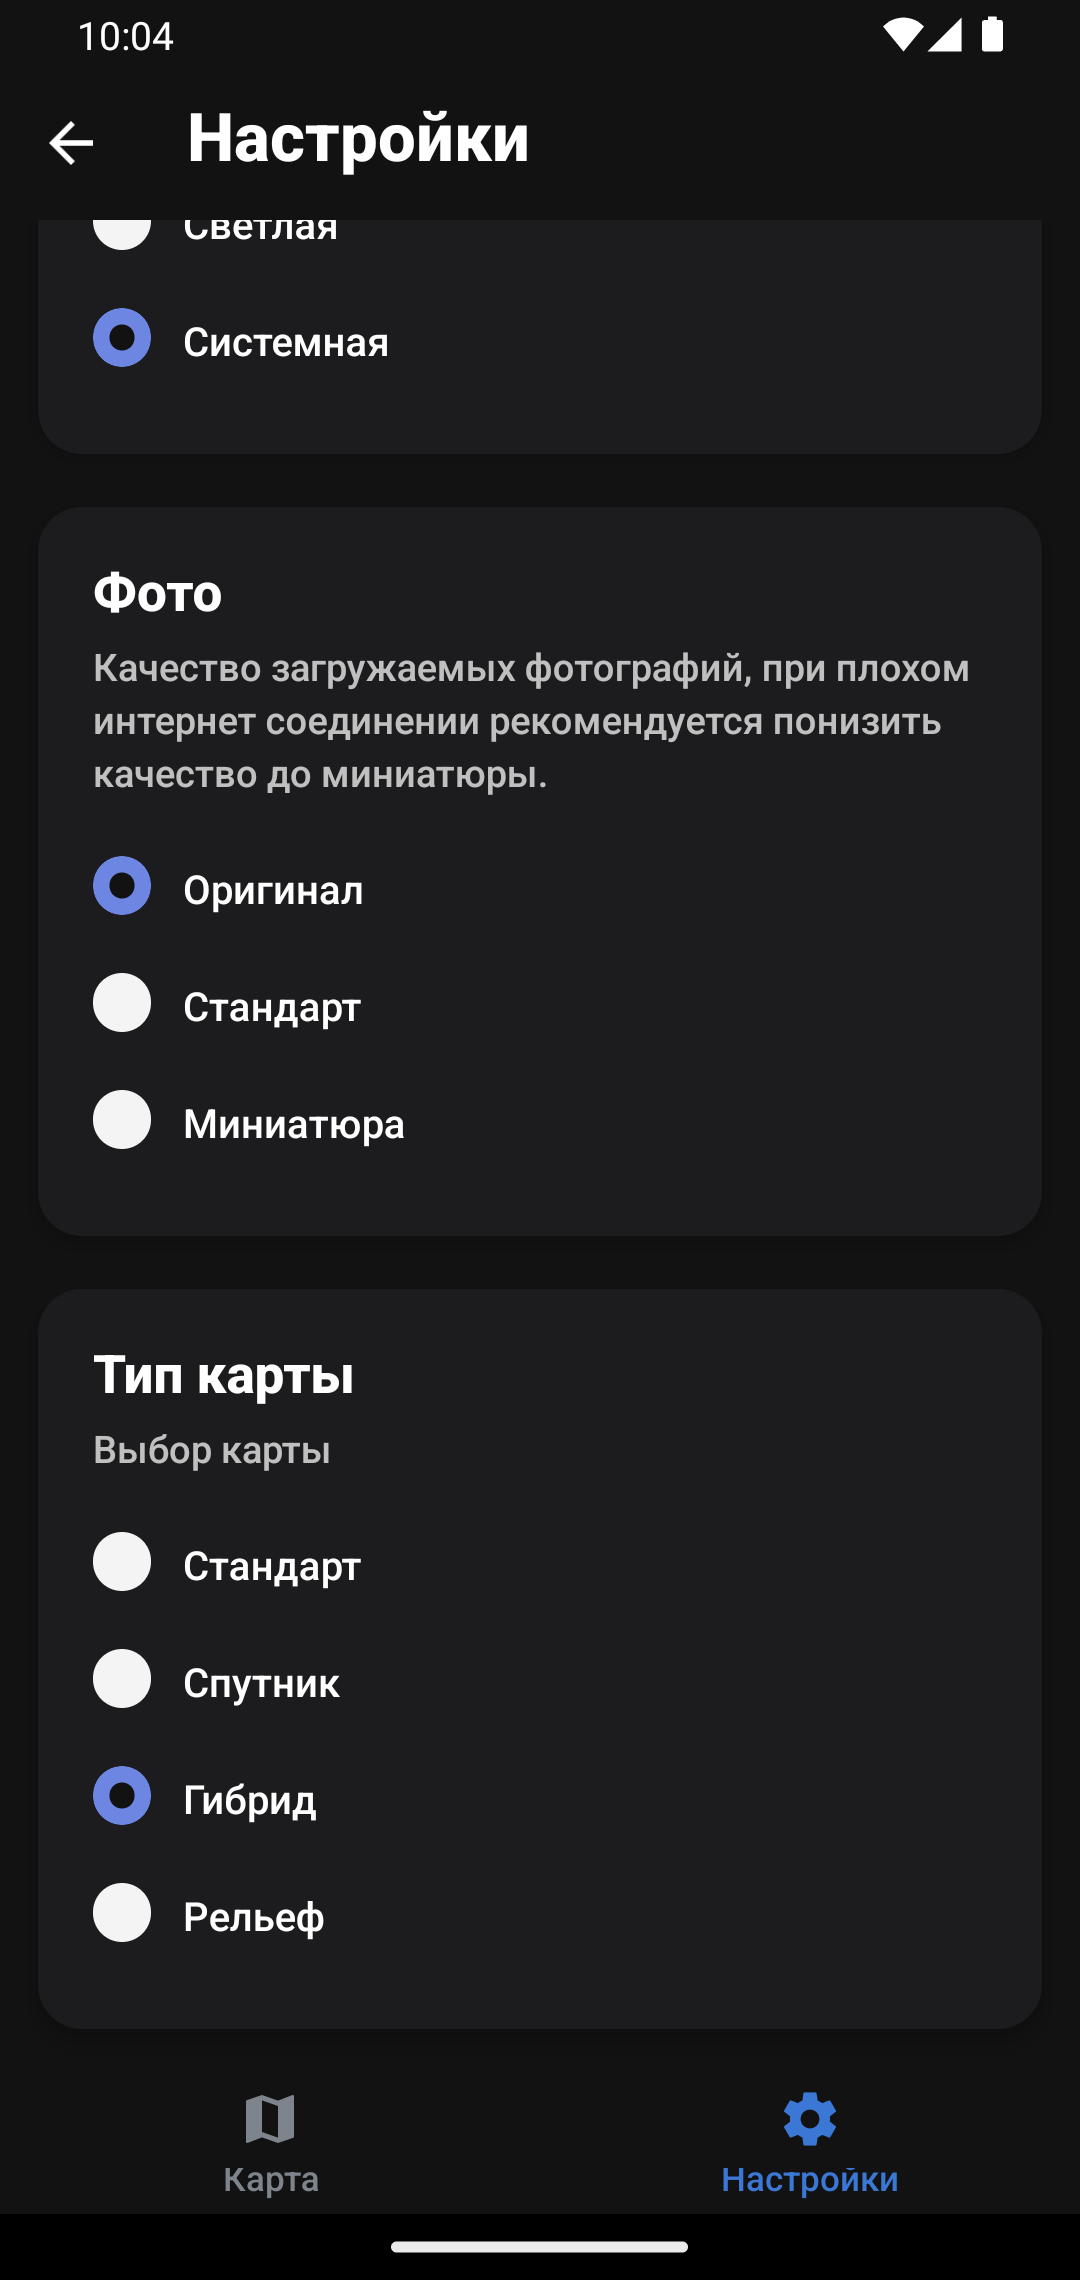 10:04
Настройки
Светлая
Системная
Фото
Качество загружаемых фотографий, при плохом
интернет соединении рекомендуется понизить
качество до миниатюры.
Оригинал
Стандарт
Миниатюра
Тип карты
Выбор карты
Стандарт
Спутник
Гибрид
Рельеф
Карта
Настройки